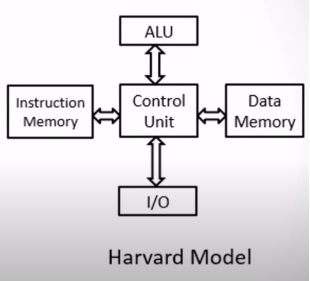 ALU
Instruction
Memory
Control
Unit
Data
Memory
I/O
Harvard Model